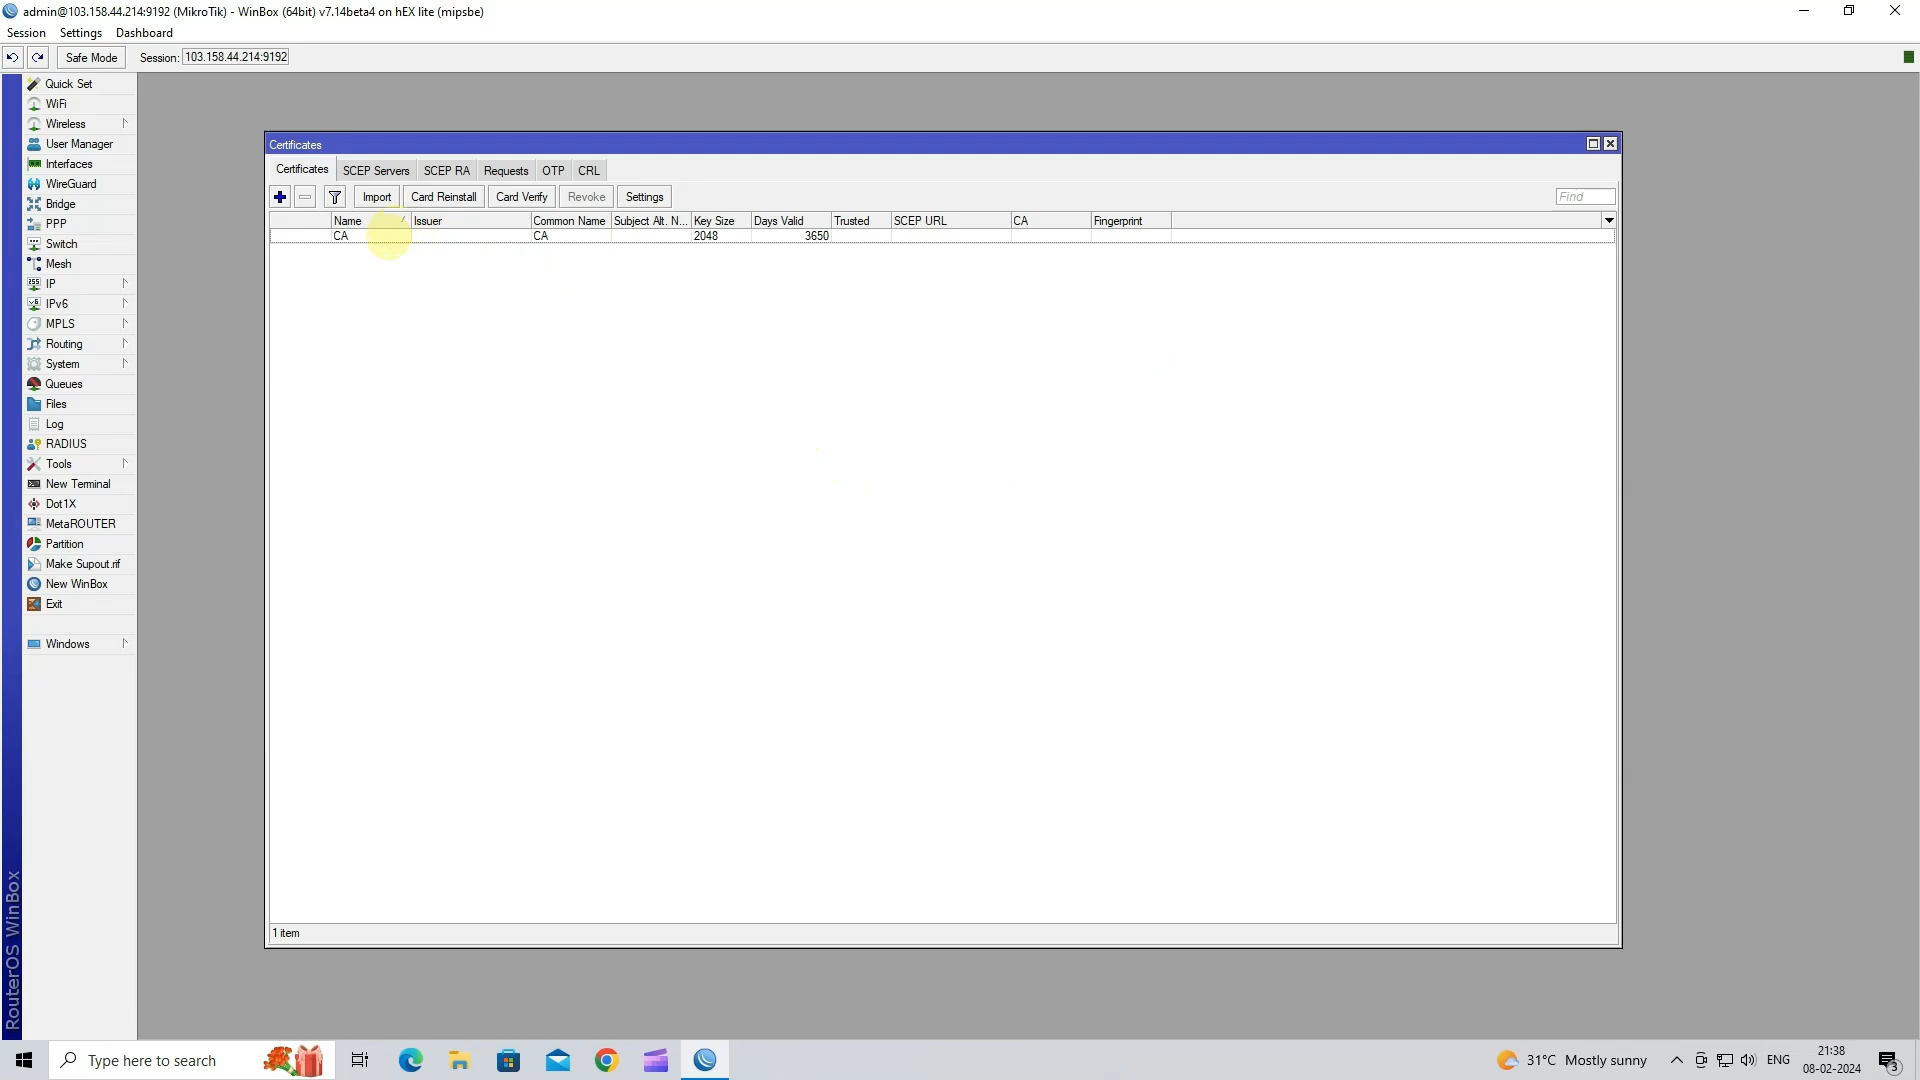 admin@103.158.44.214:9192 (MikroTik) - WinBox (64bit) v7.14beta4 on hEX lite (mipsbe)
Session Settings Dashboard
Safe Mode Session: 103.158.44.214:9192
Quick Set
WiFi
Wireless
User Manager
Interfaces
WireGuard
Bridge
PPP
Switch
Mesh
IP
IPv6
MPLS
Routing
System
Queues
Files
Log
RADIUS
Tools
New Terminal
Dot1X
MetaROUTER
Partition
Make Supout.rif
New WinBox
Exit
Windows
RouterOS WinBox
Certificates
Certificates SCEP Servers SCEP RA Requests OTP CRL
Import Card Reinstall Card Verify Revoke Settings Find
Name Issuer Common Name Subject Alt. N... Key Size Days Valid Trusted SCEP URL CA Fingerprint
CA CA 2048 3650
1 item
Type here to search
31°C Mostly sunny ENG
21:38
08-02-2024
3